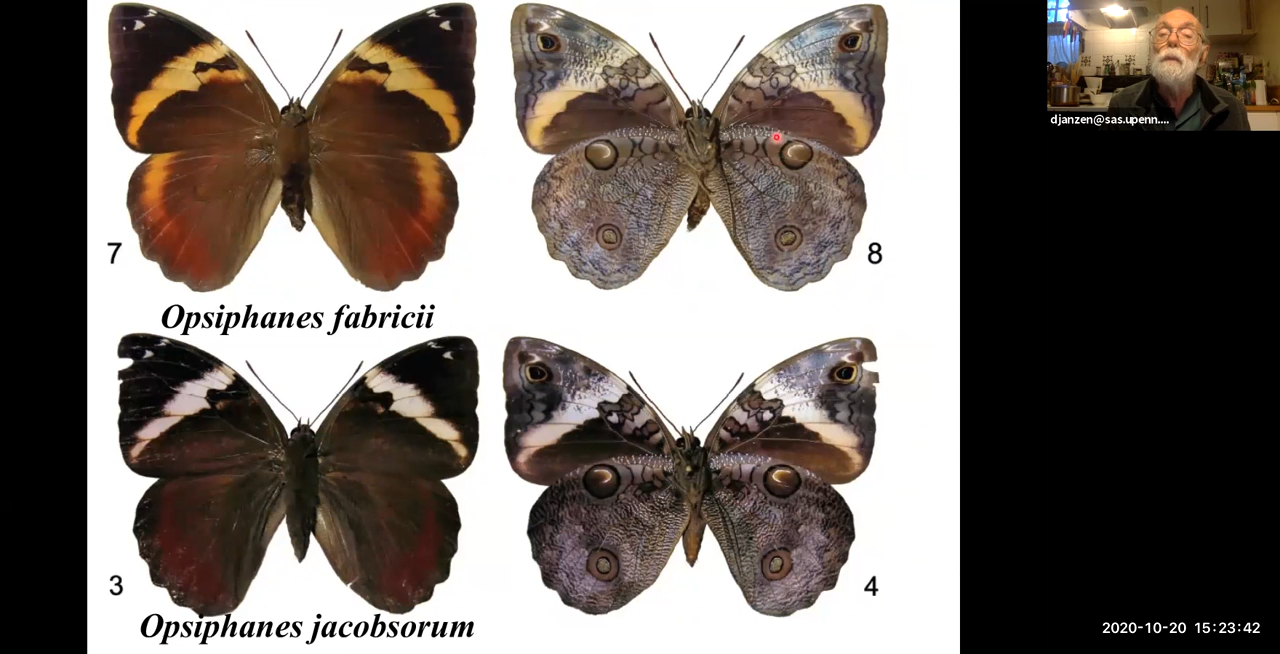 djanzen@sas.upenn....
7
8
Opsiphanes fabricii
3
4
Opsiphanes jacobsorum
2020-10-20 15:23:42